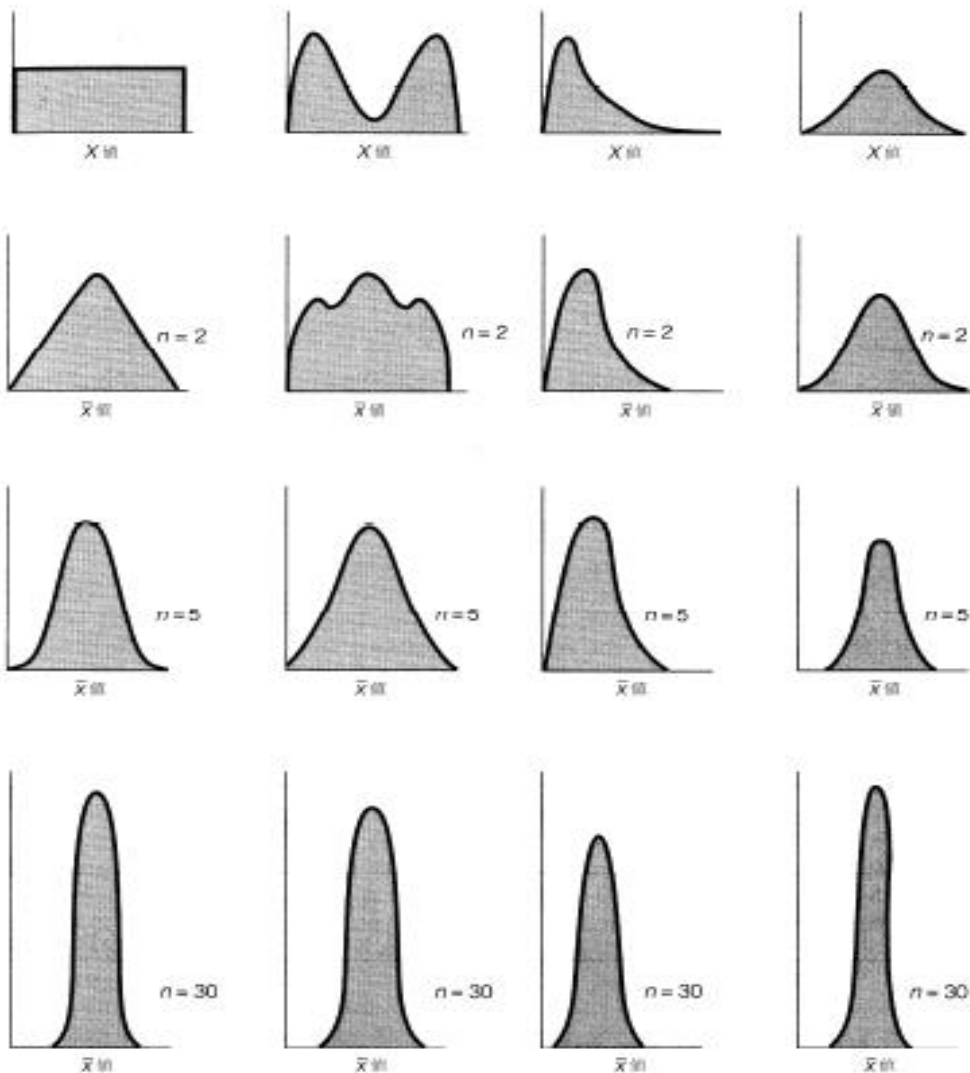 X 值 X 值 X 值 X 值
n = 2 n = 2 n = 2 n = 2
x̄ 值 x̄ 值 x̄ 值 x̄ 值
n = 5 n = 5 n = 5 n = 5
x̄ 值 x̄ 值 x̄ 值 x̄ 值
n = 30 n = 30 n = 30 n = 30
x̄ 值 x̄ 值 x̄ 值 x̄ 值